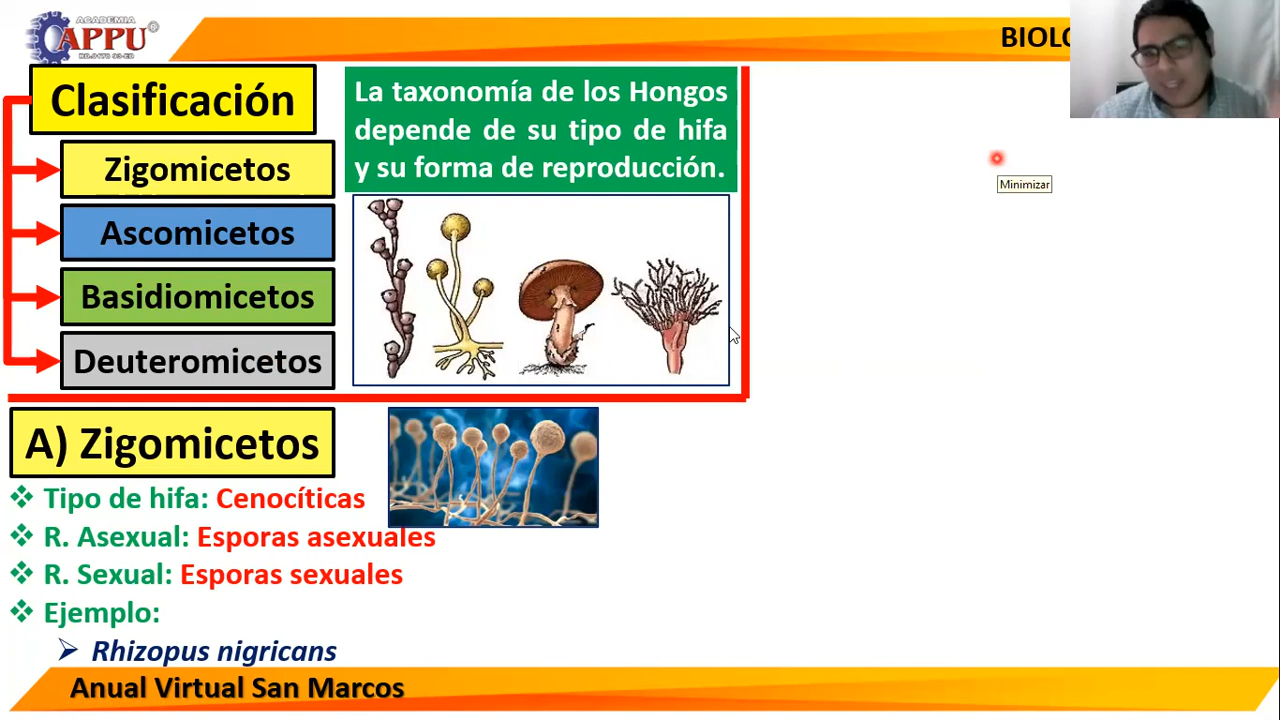 ACADEMIA
APPU
BIOLO
Clasificación
Zigomicetos
Ascomicetos
Basidiomicetos
Deuteromicetos
La taxonomía de los Hongos
depende de su tipo de hifa
y su forma de reproducción.
Minimizar
A) Zigomicetos
Tipo de hifa: Cenocíticas
R. Asexual: Esporas asexuales
R. Sexual: Esporas sexuales
Ejemplo:
Rhizopus nigricans
Anual Virtual San Marcos